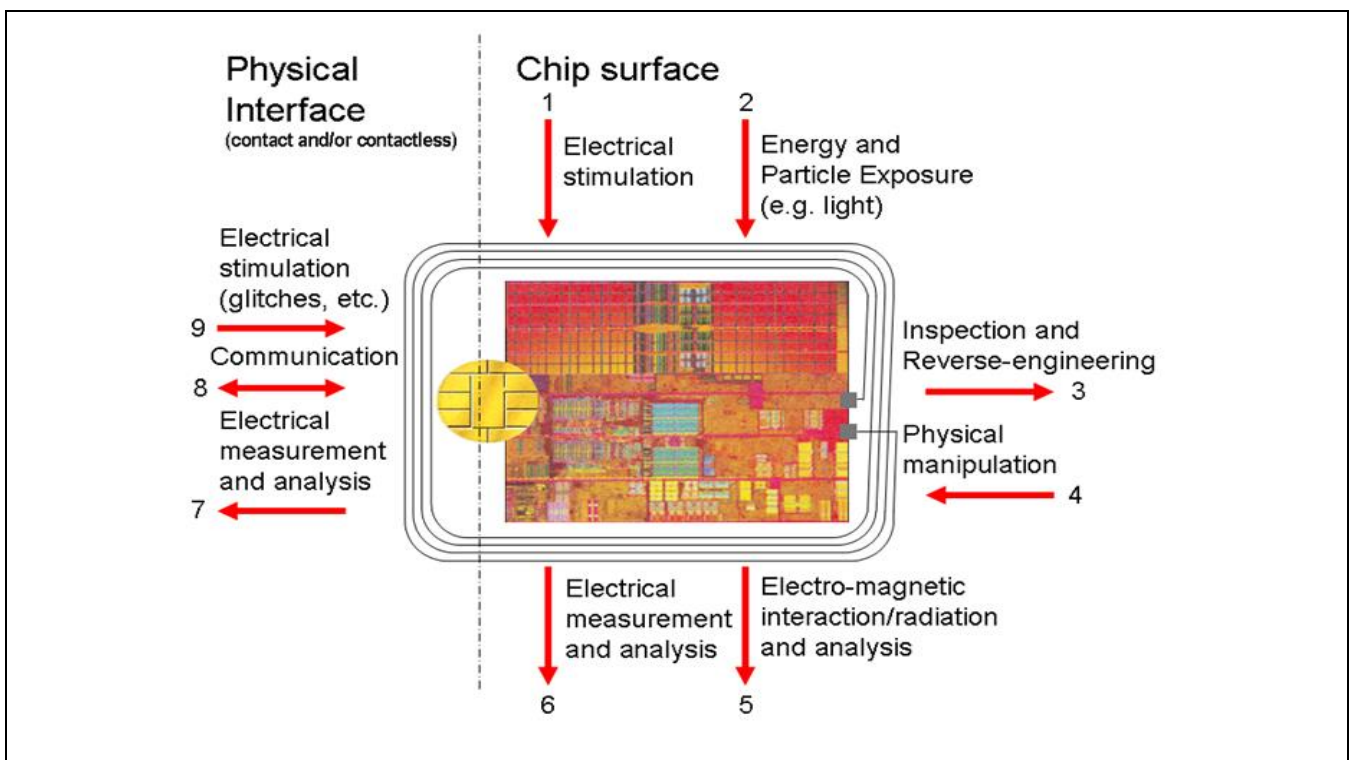 Physical
Interface
(contact and/or contactless)
Chip surface
1
2
Electrical
stimulation
Energy and
Particle Exposure
(e.g. light)
Electrical
stimulation
(glitches, etc.)
9
Communication
8
Electrical
measurement
and analysis
7
Inspection and
Reverse-engineering
3
Physical
manipulation
4
Electrical
measurement
and analysis
6
Electro-magnetic
interaction/radiation
and analysis
5